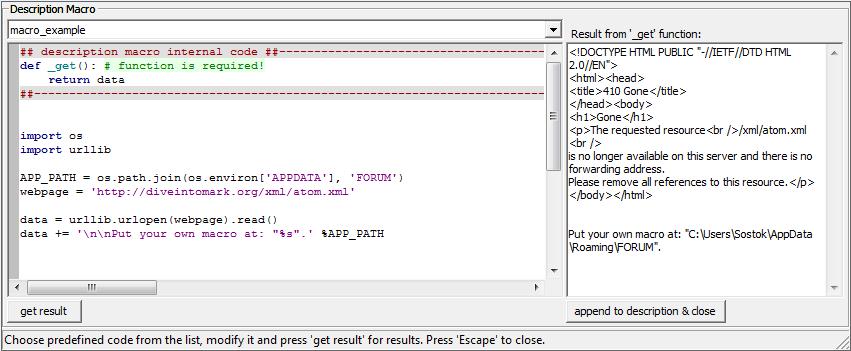 Description Macro
macro_example
## description macro internal code ##------------------------------------
def _get(): # function is required!
    return data
##----------------------------------------------------------------------
import os
import urllib
APP_PATH = os.path.join(os.environ['APPDATA'], 'FORUM')
webpage = 'http://diveintomark.org/xml/atom.xml'
data = urllib.urlopen(webpage).read()
data += '\n\nPut your own macro at: "%s".' %APP_PATH
get result
Result from '_get' function:
<!DOCTYPE HTML PUBLIC "-//IETF//DTD HTML
2.0//EN">
<html><head>
<title>410 Gone</title>
</head><body>
<h1>Gone</h1>
<p>The requested resource<br />/xml/atom.xml
<br />
is no longer available on this server and there is no
forwarding address.
Please remove all references to this resource.</p>
</body></html>
Put your own macro at: "C:\Users\Sostok\AppData
\Roaming\FORUM".
append to description & close
Choose predefined code from the list, modify it and press 'get result' for results. Press 'Escape' to close.